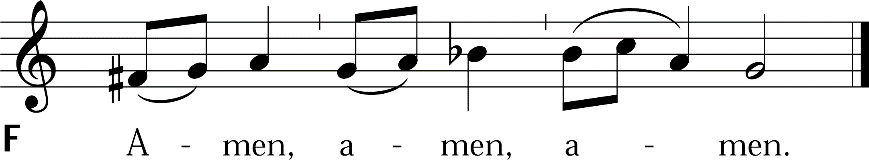 F A - men, a - men, a - men.